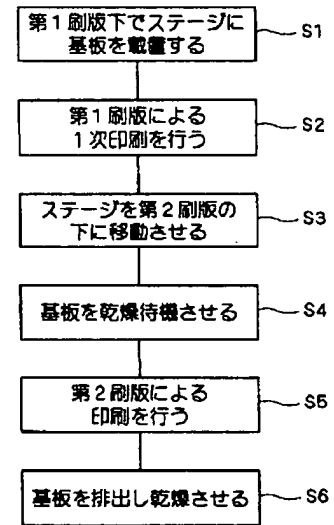 第1刷版下でステージに
基板を載置する
S1
第1刷版による
1次印刷を行う
S2
ステージを第2刷版の
下に移動させる
S3
基板を乾燥待機させる
S4
第2刷版による
印刷を行う
S5
基板を排出し乾燥させる
S6